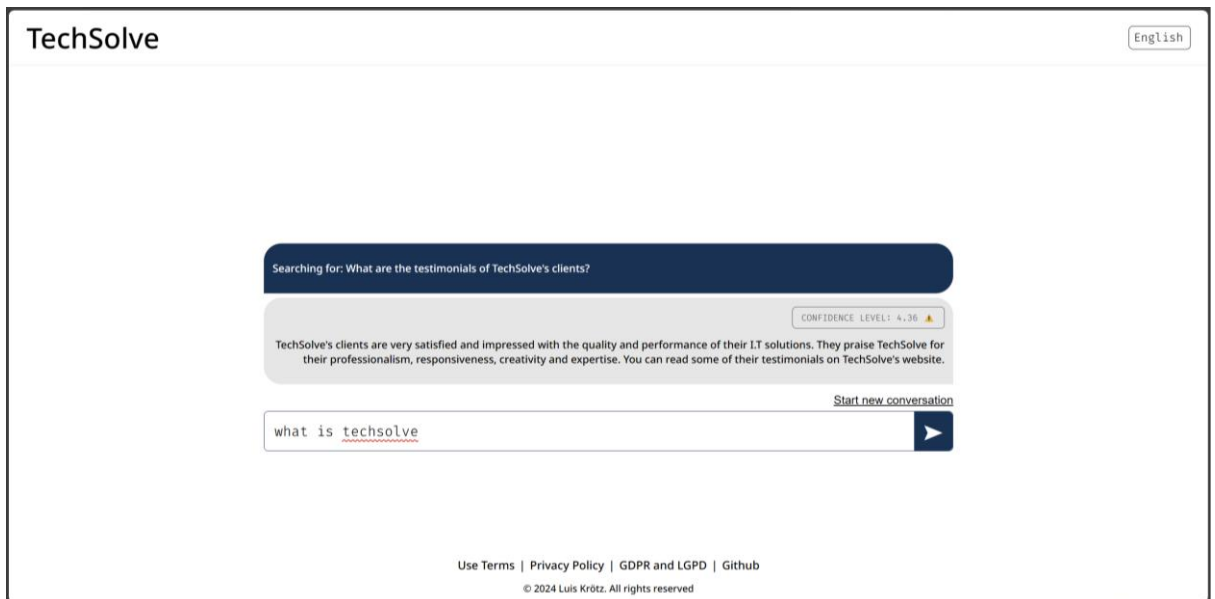 TechSolve
English
Searching for: What are the testimonials of TechSolve's clients?
CONFIDENCE LEVEL: 4.36 ⚠️
TechSolve's clients are very satisfied and impressed with the quality and performance of their I.T solutions. They praise TechSolve for
their professionalism, responsiveness, creativity and expertise. You can read some of their testimonials on TechSolve's website.
Start new conversation
what is techsolve
Use Terms | Privacy Policy | GDPR and LGPD | Github
© 2024 Luis Krötz. All rights reserved